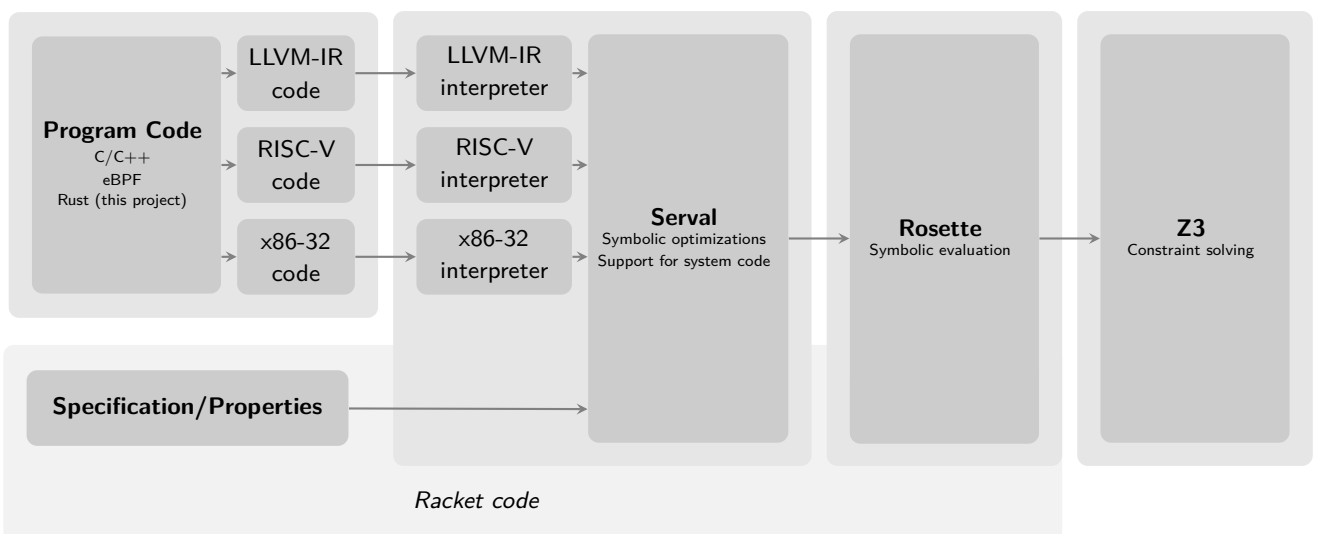 Program Code
C/C++
eBPF
Rust (this project)
LLVM-IR
code
RISC-V
code
x86-32
code
LLVM-IR
interpreter
RISC-V
interpreter
x86-32
interpreter
Serval
Symbolic optimizations
Support for system code
Rosette
Symbolic evaluation
Z3
Constraint solving
Specification/Properties
Racket code